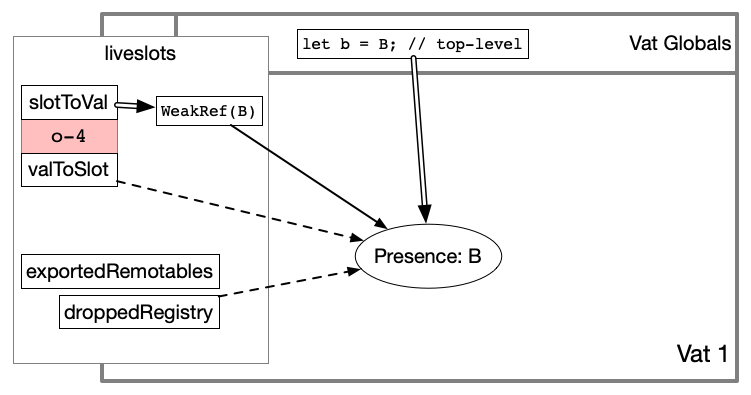 let b = B; // top-level
Vat Globals
liveslots
slotToVal
WeakRef(B)
o-4
valToSlot
Presence: B
exportedRemotables
droppedRegistry
Vat 1